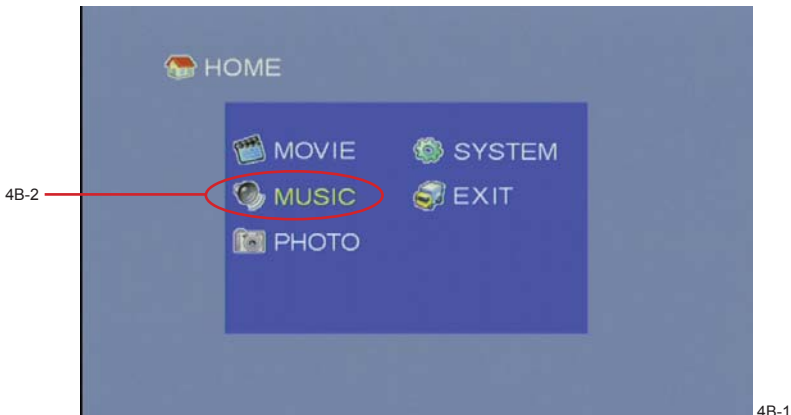 HOME
MOVIE SYSTEM
4B-2 MUSIC EXIT
PHOTO
4B-1